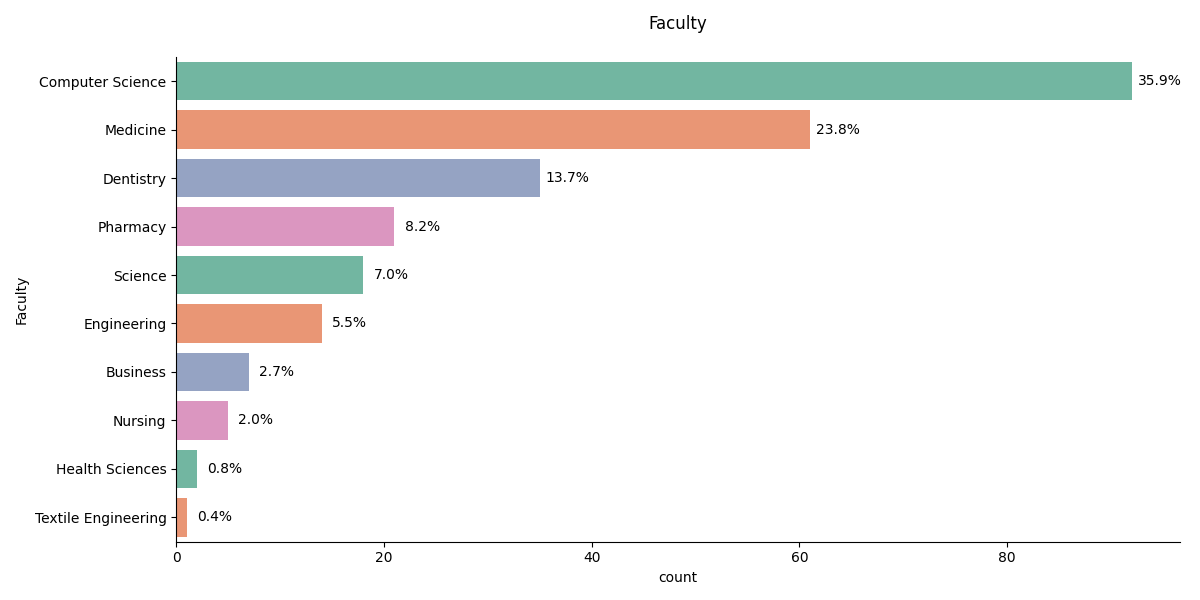 Faculty
Computer Science 35.9%
Medicine 23.8%
Dentistry 13.7%
Pharmacy 8.2%
Science 7.0%
Engineering 5.5%
Business 2.7%
Nursing 2.0%
Health Sciences 0.8%
Textile Engineering 0.4%
Faculty
0 20 40 60 80
count